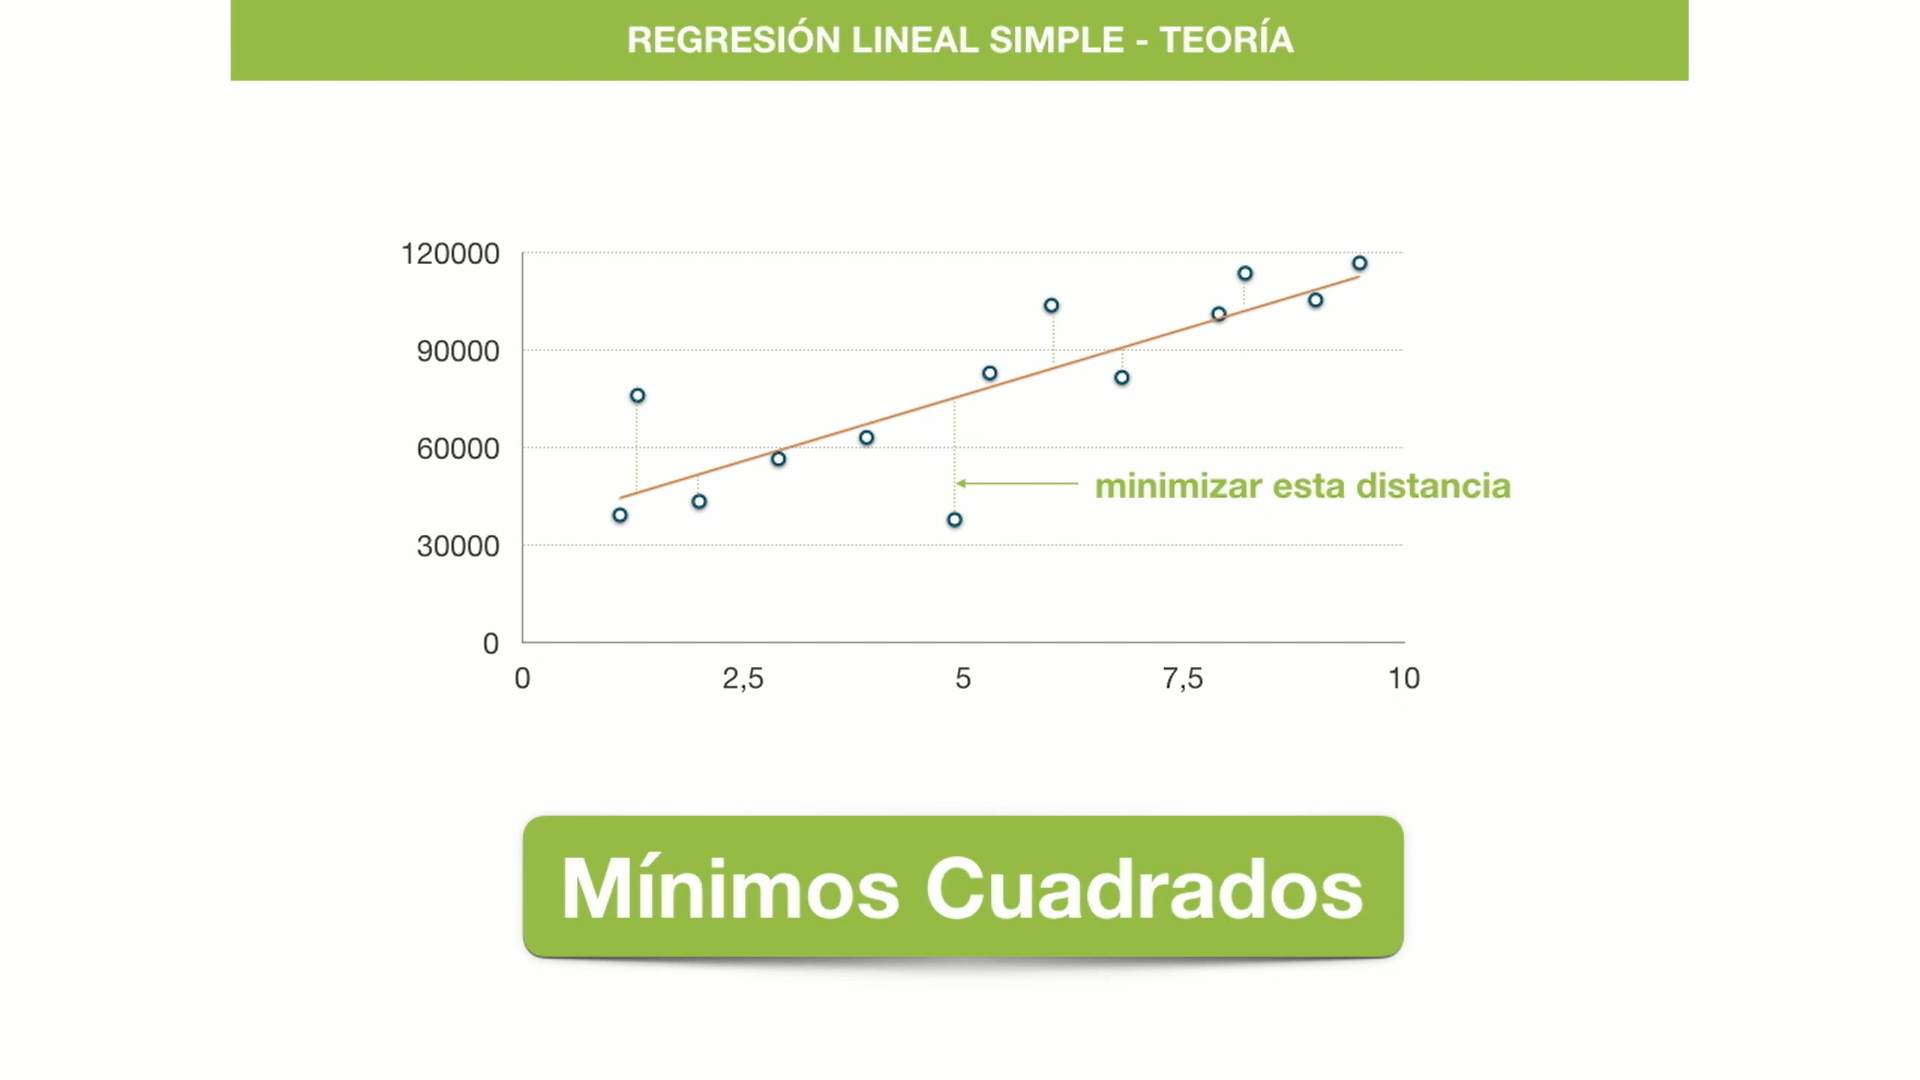 REGRESIÓN LINEAL SIMPLE - TEORÍA
120000
90000
60000
minimizar esta distancia
30000
0
0 2,5 5 7,5 10
Mínimos Cuadrados